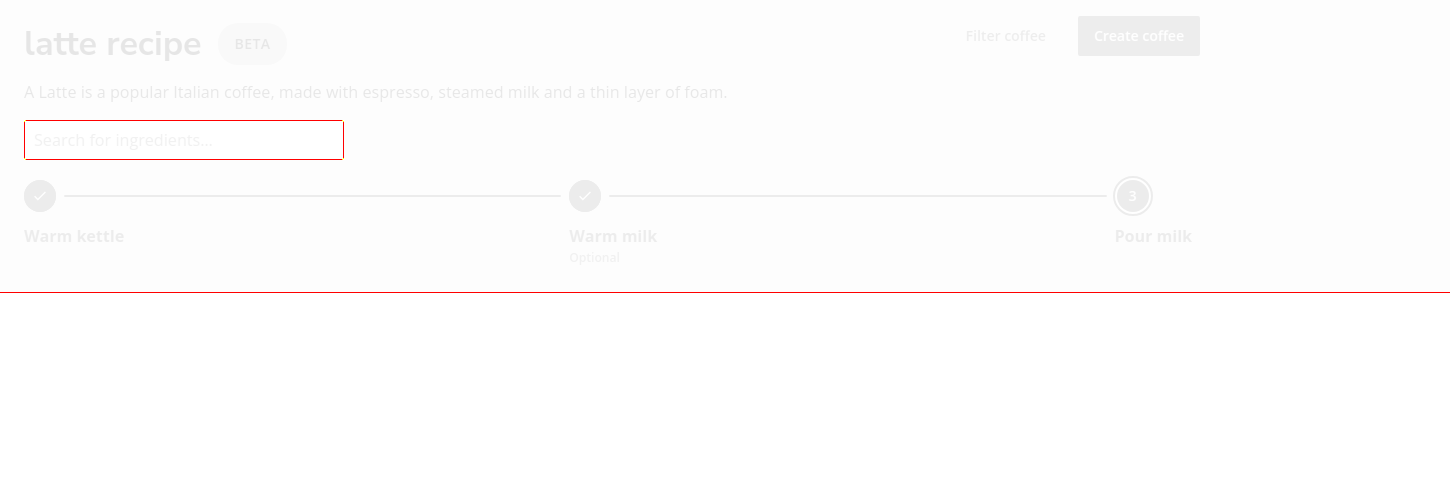 latte recipe BETA Filter coffee Create coffee
A Latte is a popular Italian coffee, made with espresso, steamed milk and a thin layer of foam.
Search for ingredients...
3
Warm kettle Warm milk Pour milk
Optional